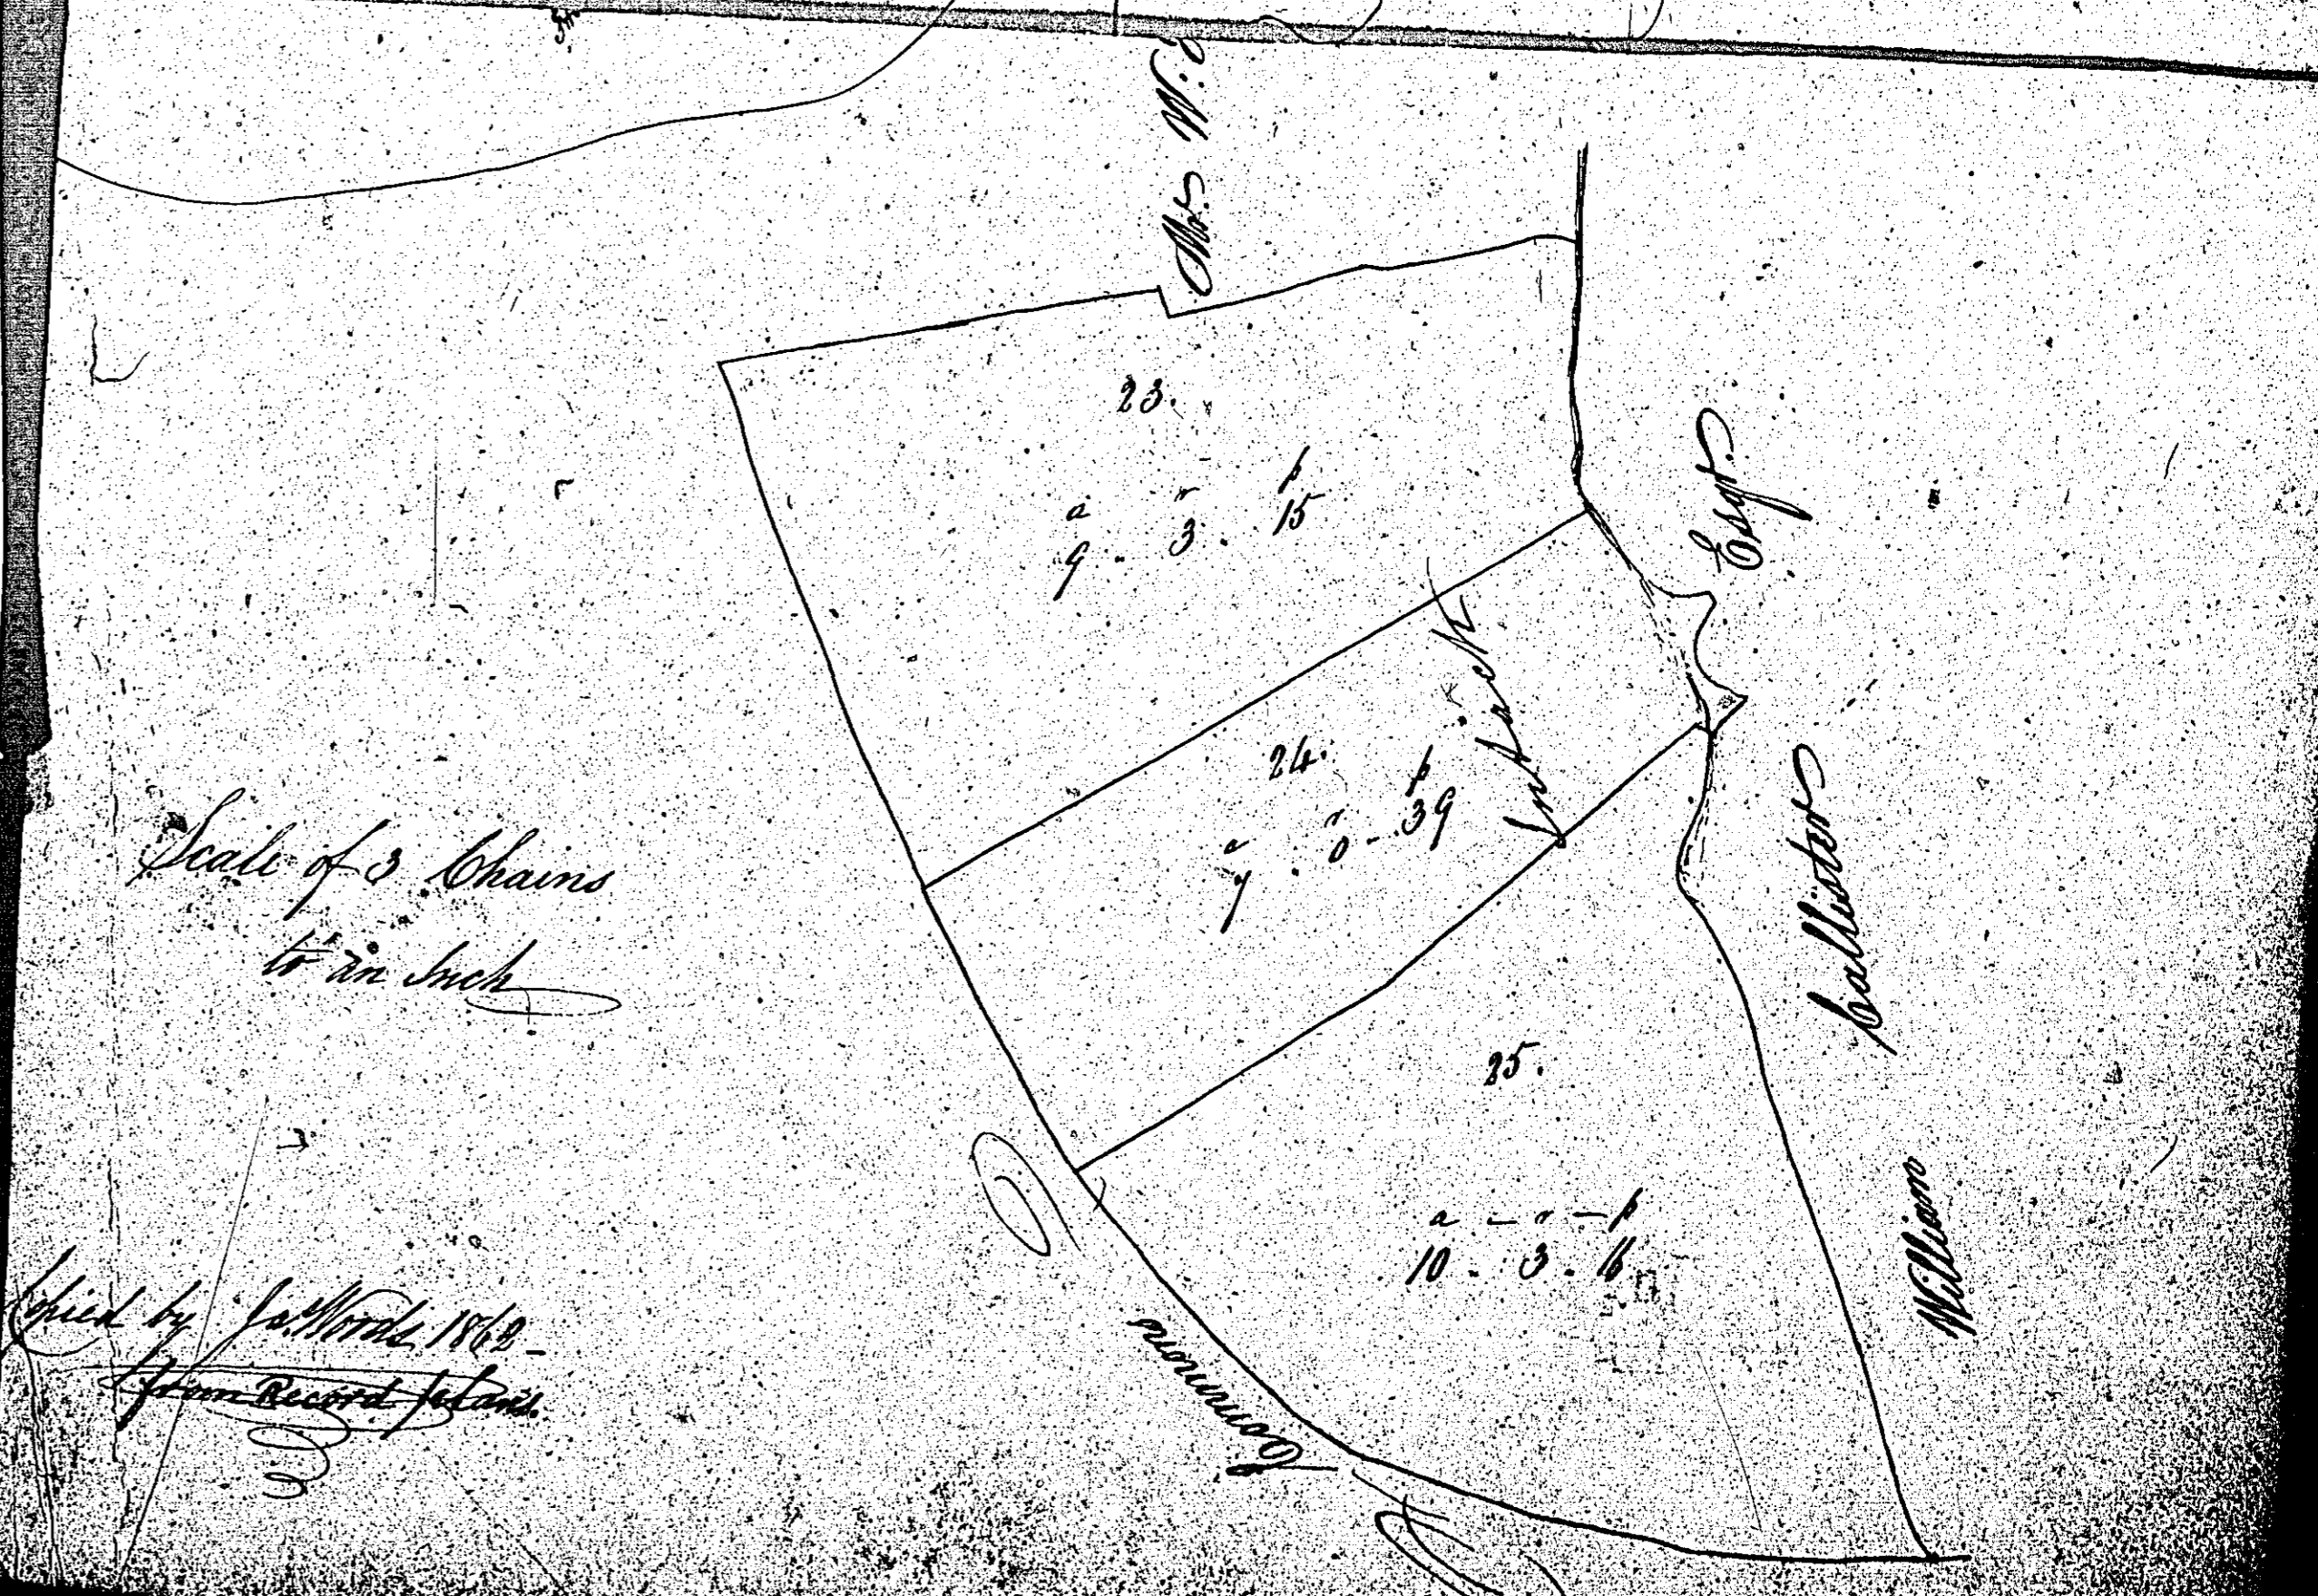 Mr. W.
23.
a r p
9 . 3 . 15
Esqr.
24.
a r p
7 . 0 - 39
Callister
Scale of 3 Chains
to an Inch
25.
a - r - p
10 . 3 . 16
William
Copied by Jas. Woods 1862 -
from Record plans.